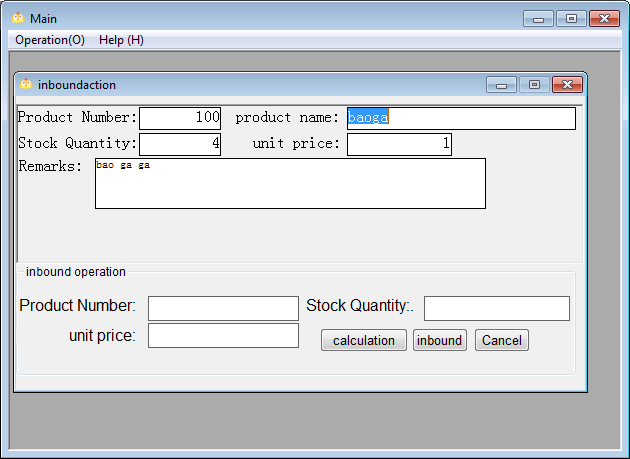 Main
Operation(O) Help (H)
inboundaction
Product Number: 100 product name: baoga
Stock Quantity: 4 unit price: 1
Remarks: bao ga ga
inbound operation
Product Number: Stock Quantity:.
unit price: calculation inbound Cancel